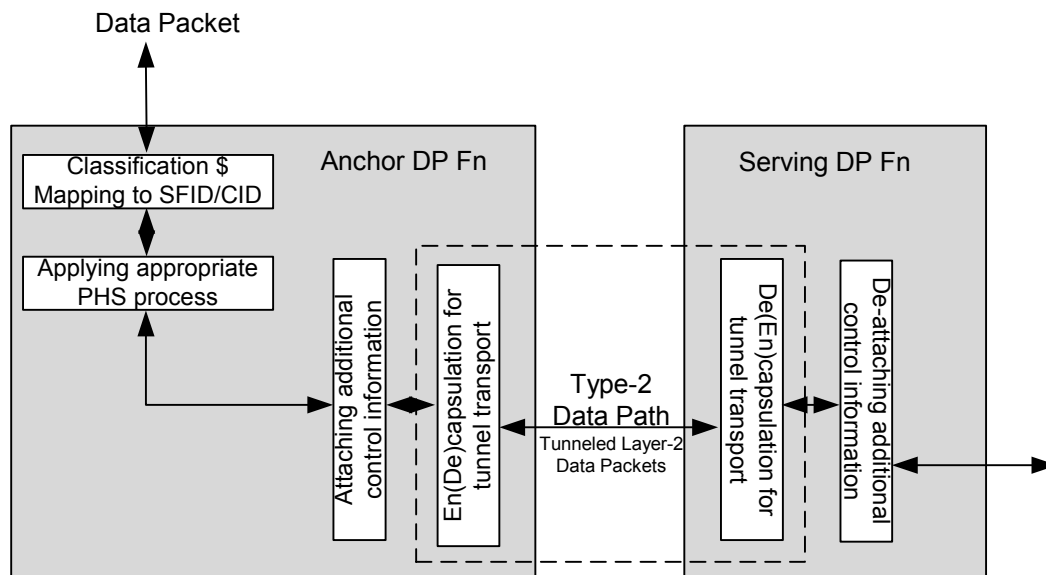 Data Packet
Classification $
Mapping to SFID/CID
Anchor DP Fn
Serving DP Fn
Applying appropriate
PHS process
Attaching additional
control information
En(De)capsulation for
tunnel transport
Type-2
Data Path
Tunneled Layer-2
Data Packets
De(En)capsulation for
tunnel transport
De-attaching additional
control information